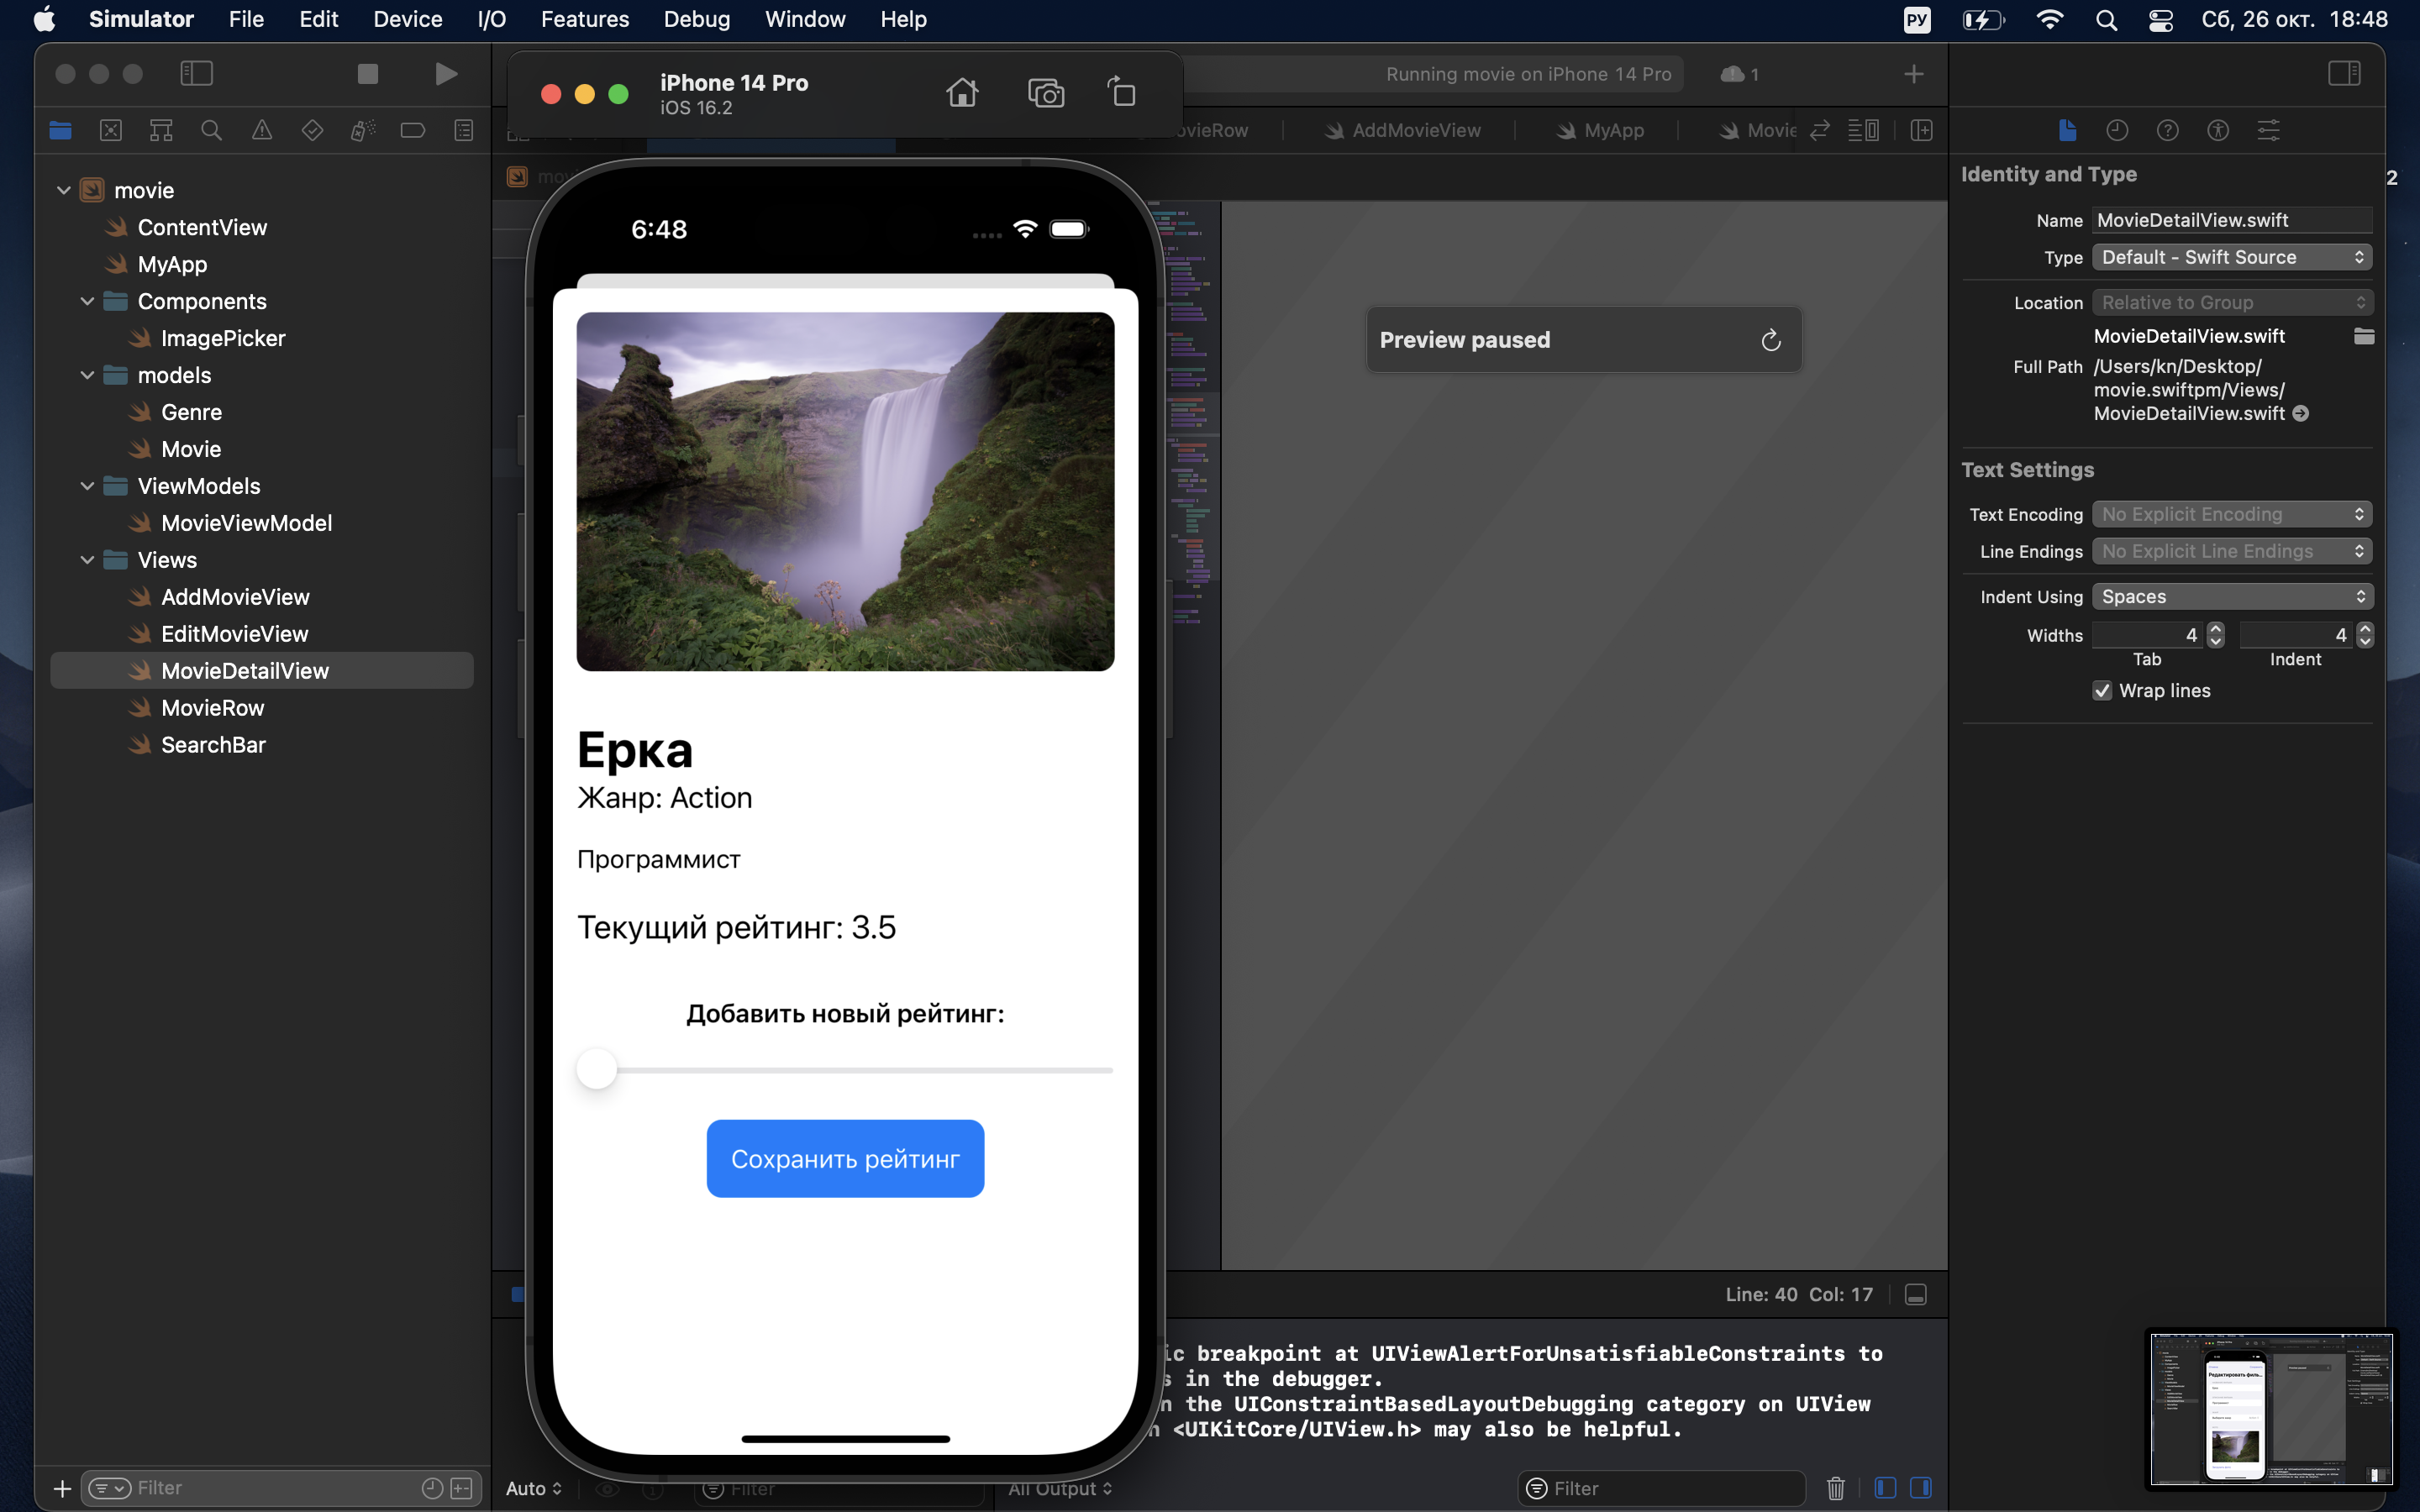 Simulator File Edit Device I/O Features Debug Window Help
РУ Сб, 26 окт. 18:48
iPhone 14 Pro
iOS 16.2
Running movie on iPhone 14 Pro
1
AddMovieView
MyApp
movie
ContentView
MyApp
Components
ImagePicker
models
Genre
Movie
ViewModels
MovieViewModel
Views
AddMovieView
EditMovieView
MovieDetailView
MovieRow
SearchBar
Filter
6:48
Ерка
Жанр: Action
Программист
Текущий рейтинг: 3.5
Добавить новый рейтинг:
Сохранить рейтинг
Preview paused
Line: 40 Col: 17
breakpoint at UIViewAlertForUnsatisfiableConstraints to
in the debugger.
the UIConstraintBasedLayoutDebugging category on UIView
<UIKitCore/UIView.h> may also be helpful.
Auto
Filter
All Output
Filter
Identity and Type
2
Name MovieDetailView.swift
Type Default - Swift Source
Location Relative to Group
MovieDetailView.swift
Full Path /Users/kn/Desktop/
movie.swiftpm/Views/
MovieDetailView.swift
Text Settings
Text Encoding No Explicit Encoding
Line Endings No Explicit Line Endings
Indent Using Spaces
Widths 4 4
Tab Indent
Wrap lines